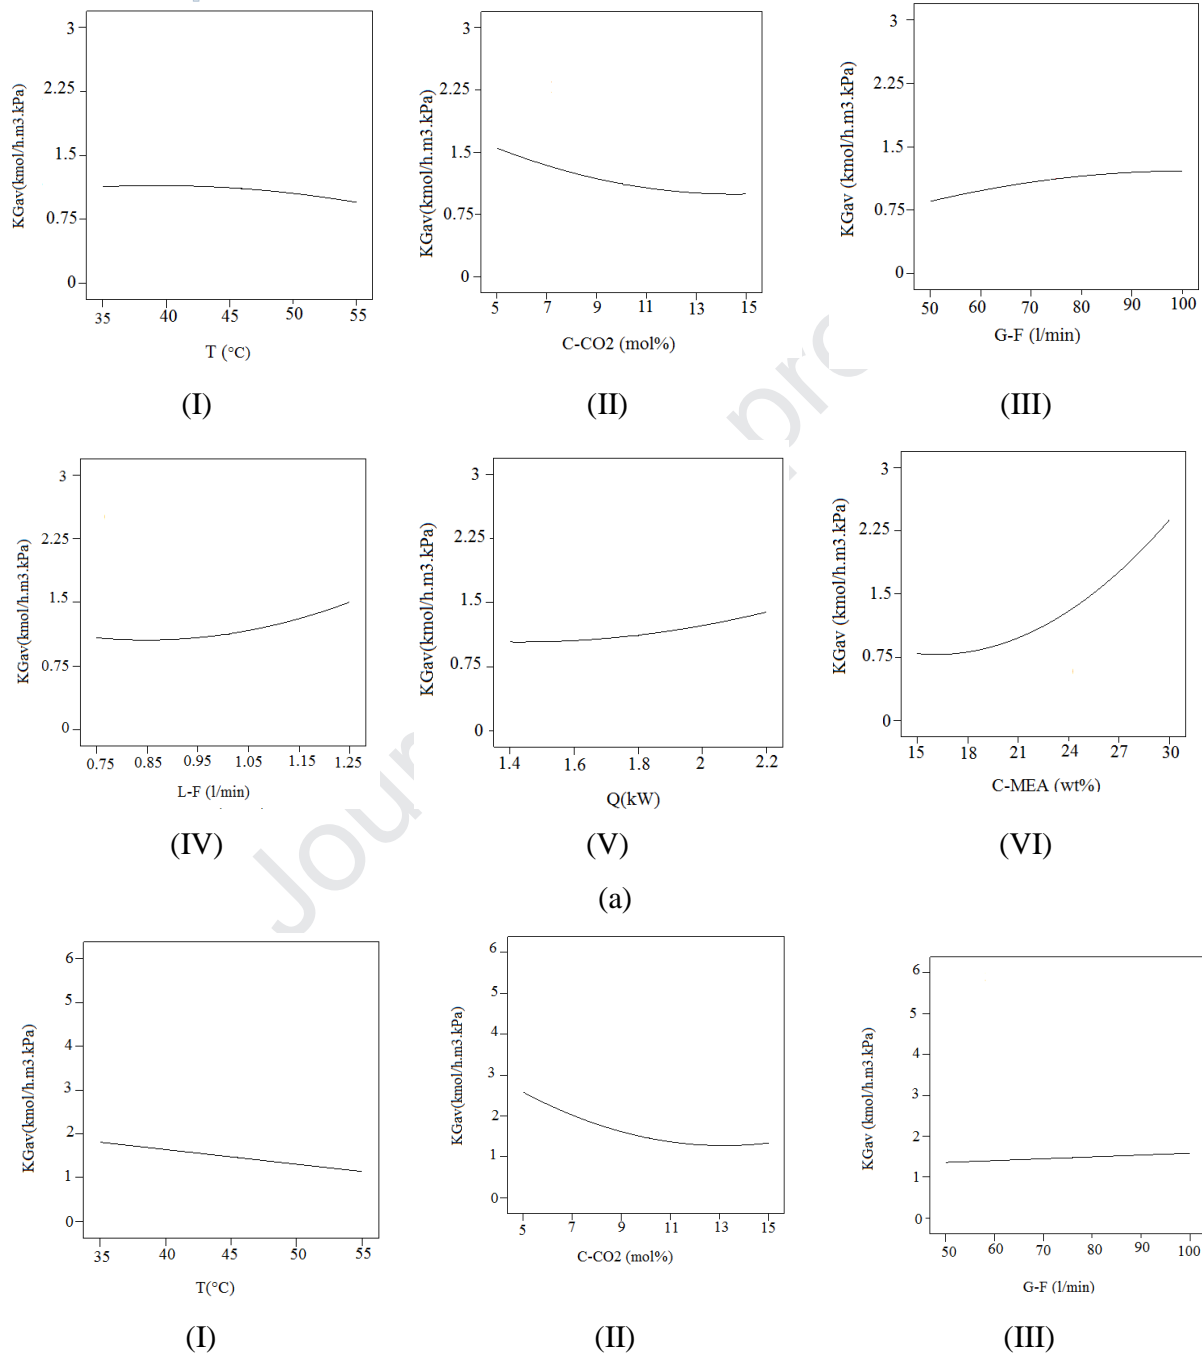 3
2.25
1.5
0.75
0
KGav(kmol/h.m3.kPa)
35 40 45 50 55
T (°C)
(I)
3
2.25
1.5
0.75
0
KGav(kmol/h.m3.kPa)
5 7 9 11 13 15
C-CO2 (mol%)
(II)
3
2.25
1.5
0.75
0
KGav (kmol/h.m3.kPa)
50 60 70 80 90 100
G-F (l/min)
(III)
3
2.25
1.5
0.75
0
KGav(kmol/h.m3.kPa)
0.75 0.85 0.95 1.05 1.15 1.25
L-F (l/min)
(IV)
3
2.25
1.5
0.75
0
KGav(kmol/h.m3.kPa)
1.4 1.6 1.8 2 2.2
Q(kW)
(V)
3
2.25
1.5
0.75
0
KGav (kmol/h.m3.kPa)
15 18 21 24 27 30
C-MEA (wt%)
(VI)
(a)
6
5
4
3
2
1
0
KGav(kmol/h.m3.kPa)
35 40 45 50 55
T(°C)
(I)
6
5
4
3
2
1
0
KGav(kmol/h.m3.kPa)
5 7 9 11 13 15
C-CO2 (mol%)
(II)
6
5
4
3
2
1
0
KGav (kmol/h.m3.kPa)
50 60 70 80 90 100
G-F (l/min)
(III)
Jour
pro